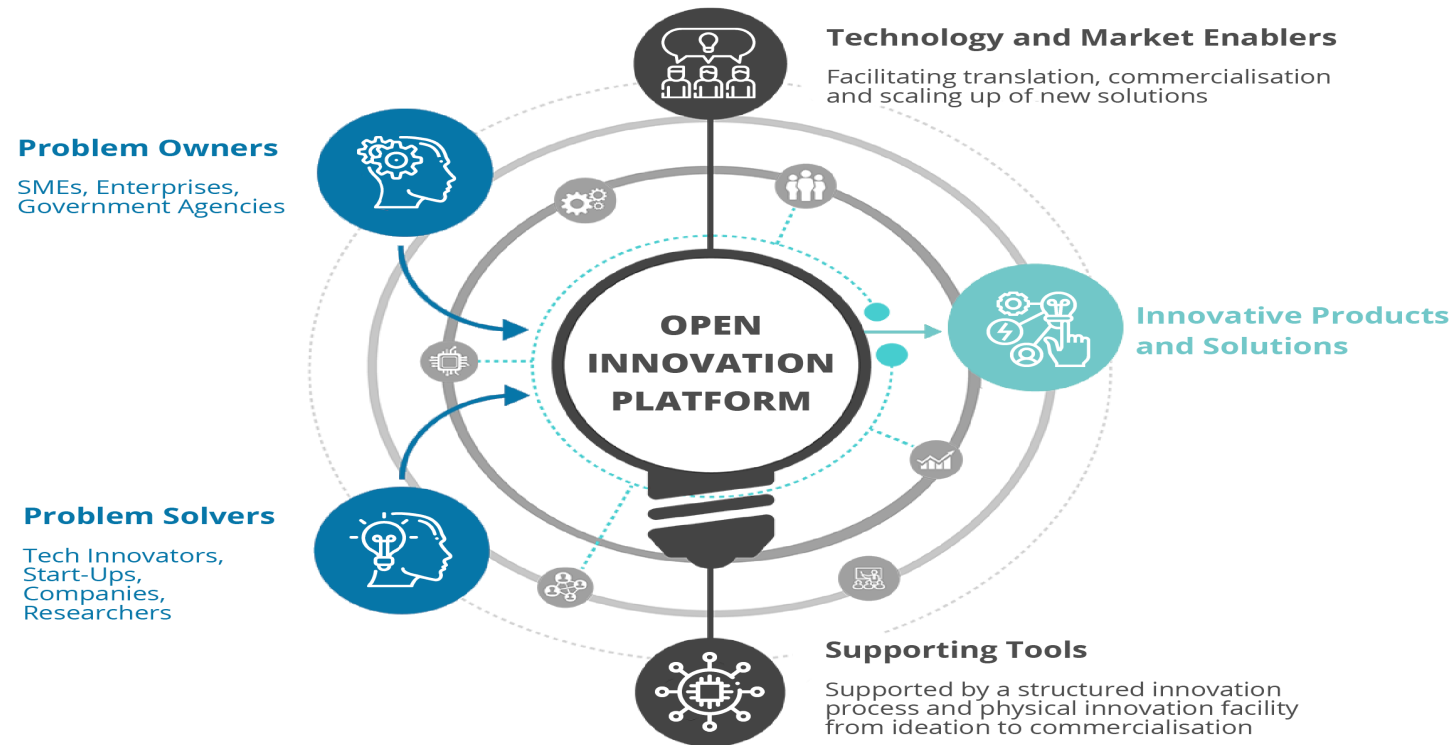 Technology and Market Enablers
Facilitating translation, commercialisation
and scaling up of new solutions
Problem Owners
SMEs, Enterprises,
Government Agencies
OPEN
INNOVATION
PLATFORM
Innovative Products
and Solutions
Problem Solvers
Tech Innovators,
Start-Ups,
Companies,
Researchers
Supporting Tools
Supported by a structured innovation
process and physical innovation facility
from ideation to commercialisation